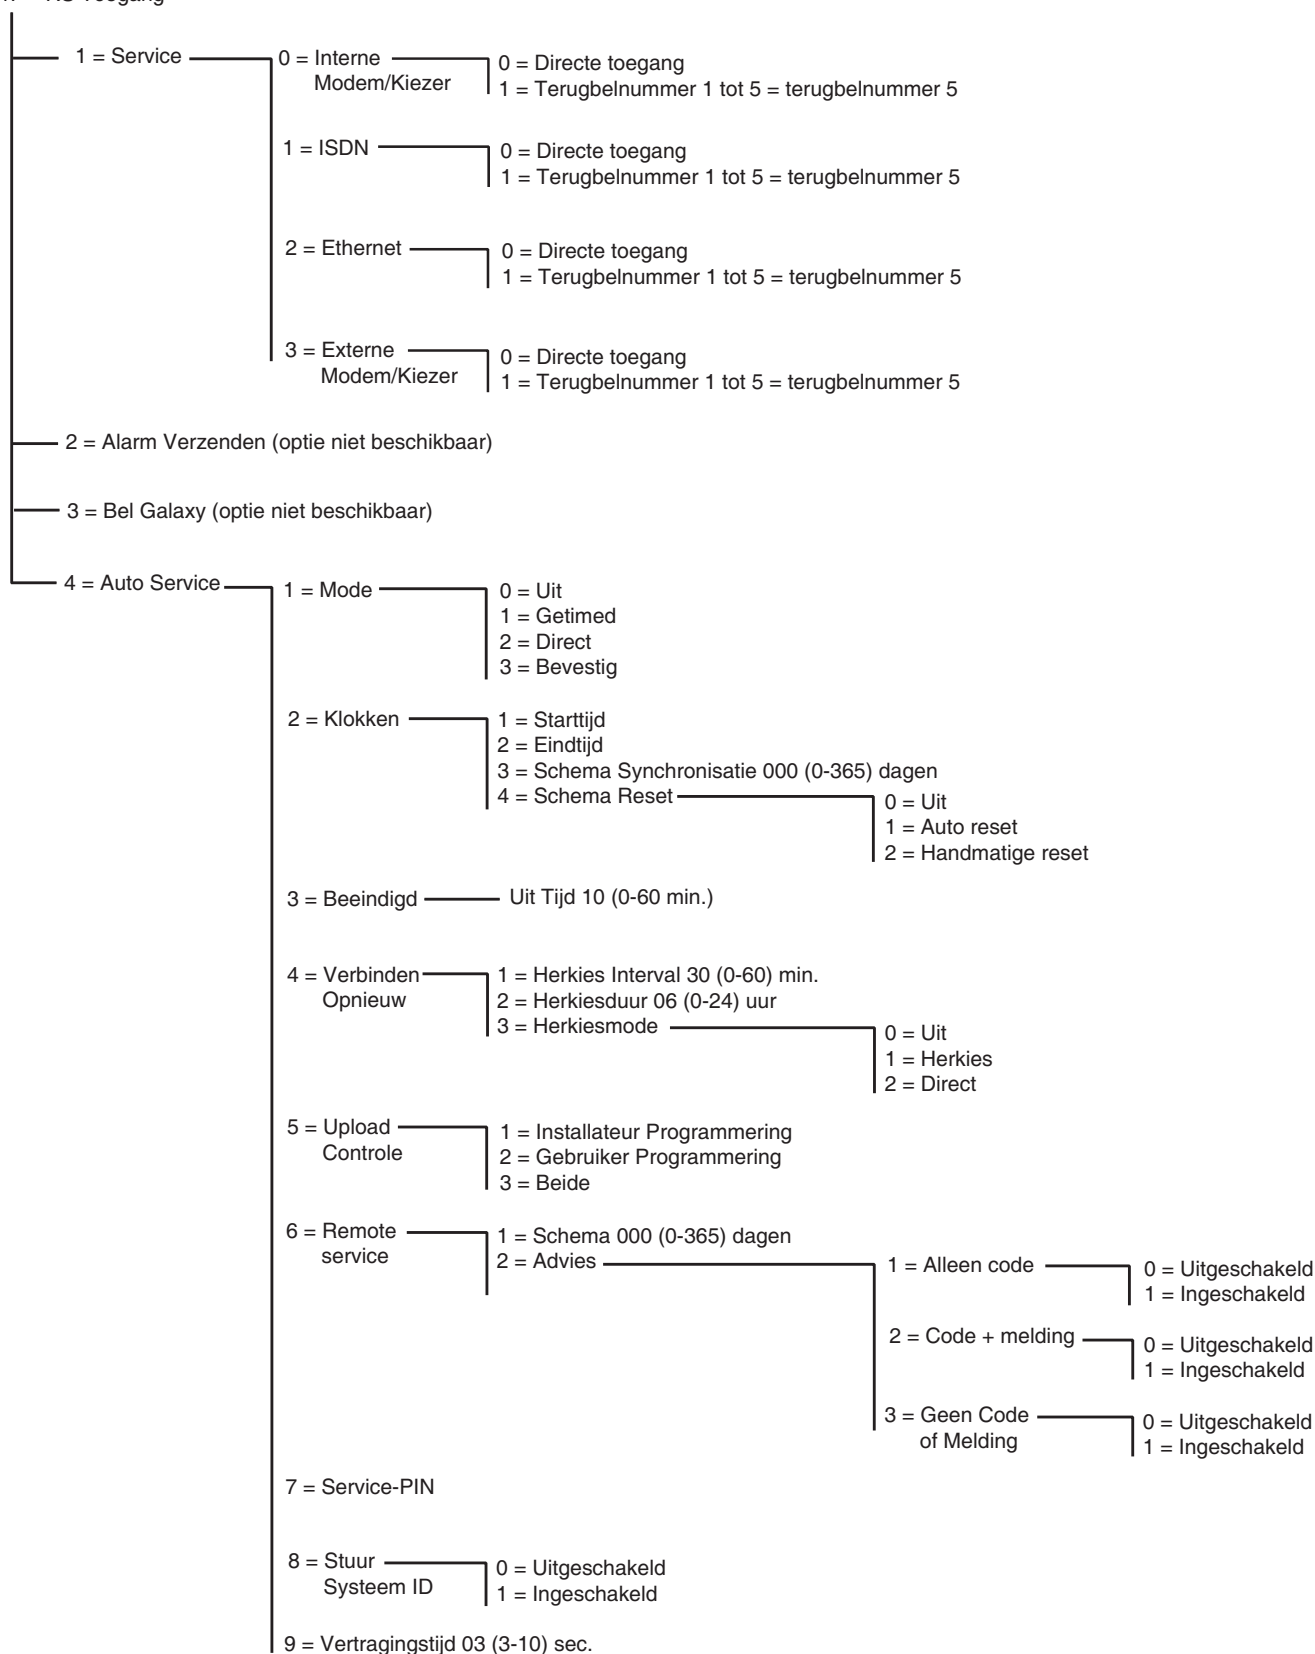 Toegang
1 = Service
0 = Interne
Modem/Kiezer
0 = Directe toegang
1 = Terugbelnummer 1 tot 5 = terugbelnummer 5
1 = ISDN
0 = Directe toegang
1 = Terugbelnummer 1 tot 5 = terugbelnummer 5
2 = Ethernet
0 = Directe toegang
1 = Terugbelnummer 1 tot 5 = terugbelnummer 5
3 = Externe
Modem/Kiezer
0 = Directe toegang
1 = Terugbelnummer 1 tot 5 = terugbelnummer 5
2 = Alarm Verzenden (optie niet beschikbaar)
3 = Bel Galaxy (optie niet beschikbaar)
4 = Auto Service
1 = Mode
0 = Uit
1 = Getimed
2 = Direct
3 = Bevestig
2 = Klokken
1 = Starttijd
2 = Eindtijd
3 = Schema Synchronisatie 000 (0-365) dagen
4 = Schema Reset
0 = Uit
1 = Auto reset
2 = Handmatige reset
3 = Beeindigd
Uit Tijd 10 (0-60 min.)
4 = Verbinden
Opnieuw
1 = Herkies Interval 30 (0-60) min.
2 = Herkiesduur 06 (0-24) uur
3 = Herkiesmode
0 = Uit
1 = Herkies
2 = Direct
5 = Upload
Controle
1 = Installateur Programmering
2 = Gebruiker Programmering
3 = Beide
6 = Remote
service
1 = Schema 000 (0-365) dagen
2 = Advies
1 = Alleen code
0 = Uitgeschakeld
1 = Ingeschakeld
2 = Code + melding
0 = Uitgeschakeld
1 = Ingeschakeld
3 = Geen Code
of Melding
0 = Uitgeschakeld
1 = Ingeschakeld
7 = Service-PIN
8 = Stuur
Systeem ID
0 = Uitgeschakeld
1 = Ingeschakeld
9 = Vertragingstijd 03 (3-10) sec.